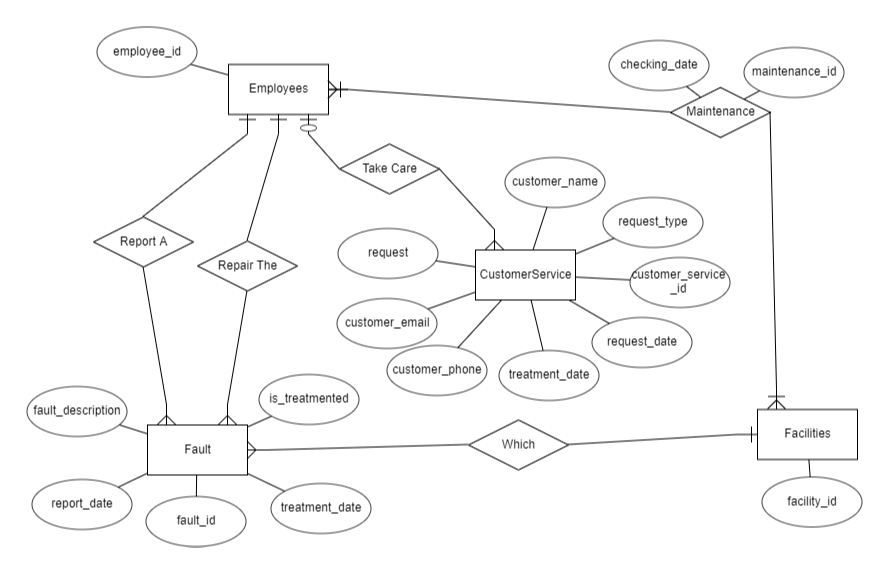 employee_id
Employees
checking_date
maintenance_id
Maintenance
Take Care
customer_name
request_type
Report A
Repair The
request
CustomerService
customer_service
_id
customer_email
request_date
customer_phone
treatment_date
fault_description
is_treatmented
Fault
Which
Facilities
report_date
fault_id
treatment_date
facility_id